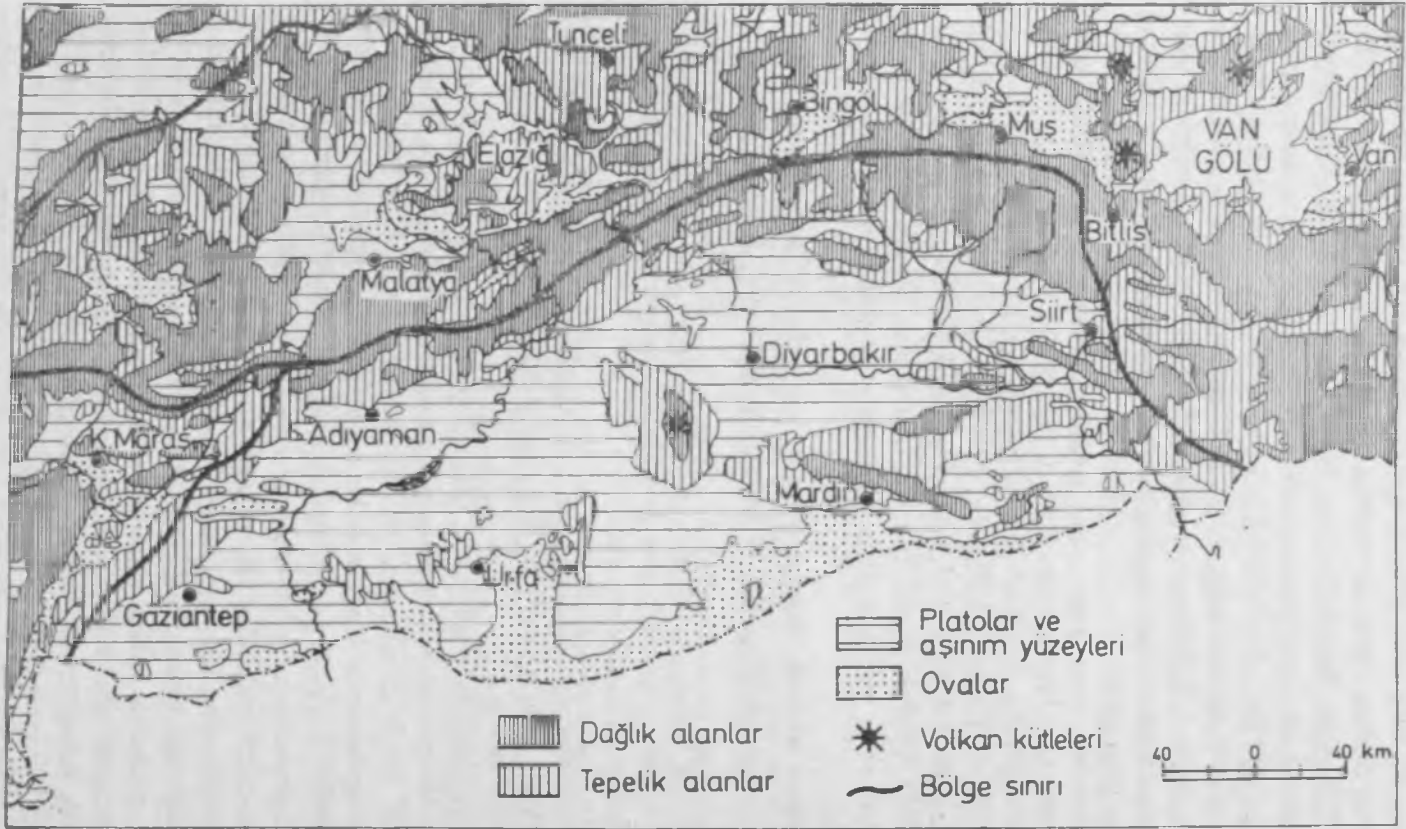 Tunceli
Bingöl
Muş
VAN
GÖLÜ
Van
Elazığ
Bitlis
Malatya
Siirt
Diyarbakır
K.Maraş
Adıyaman
Mardin
Urfa
Gaziantep
Platolar ve
aşınım yüzeyleri
Ovalar
Dağlık alanlar
Volkan kütleleri
Tepelik alanlar
Bölge sınırı
40 0 40 km